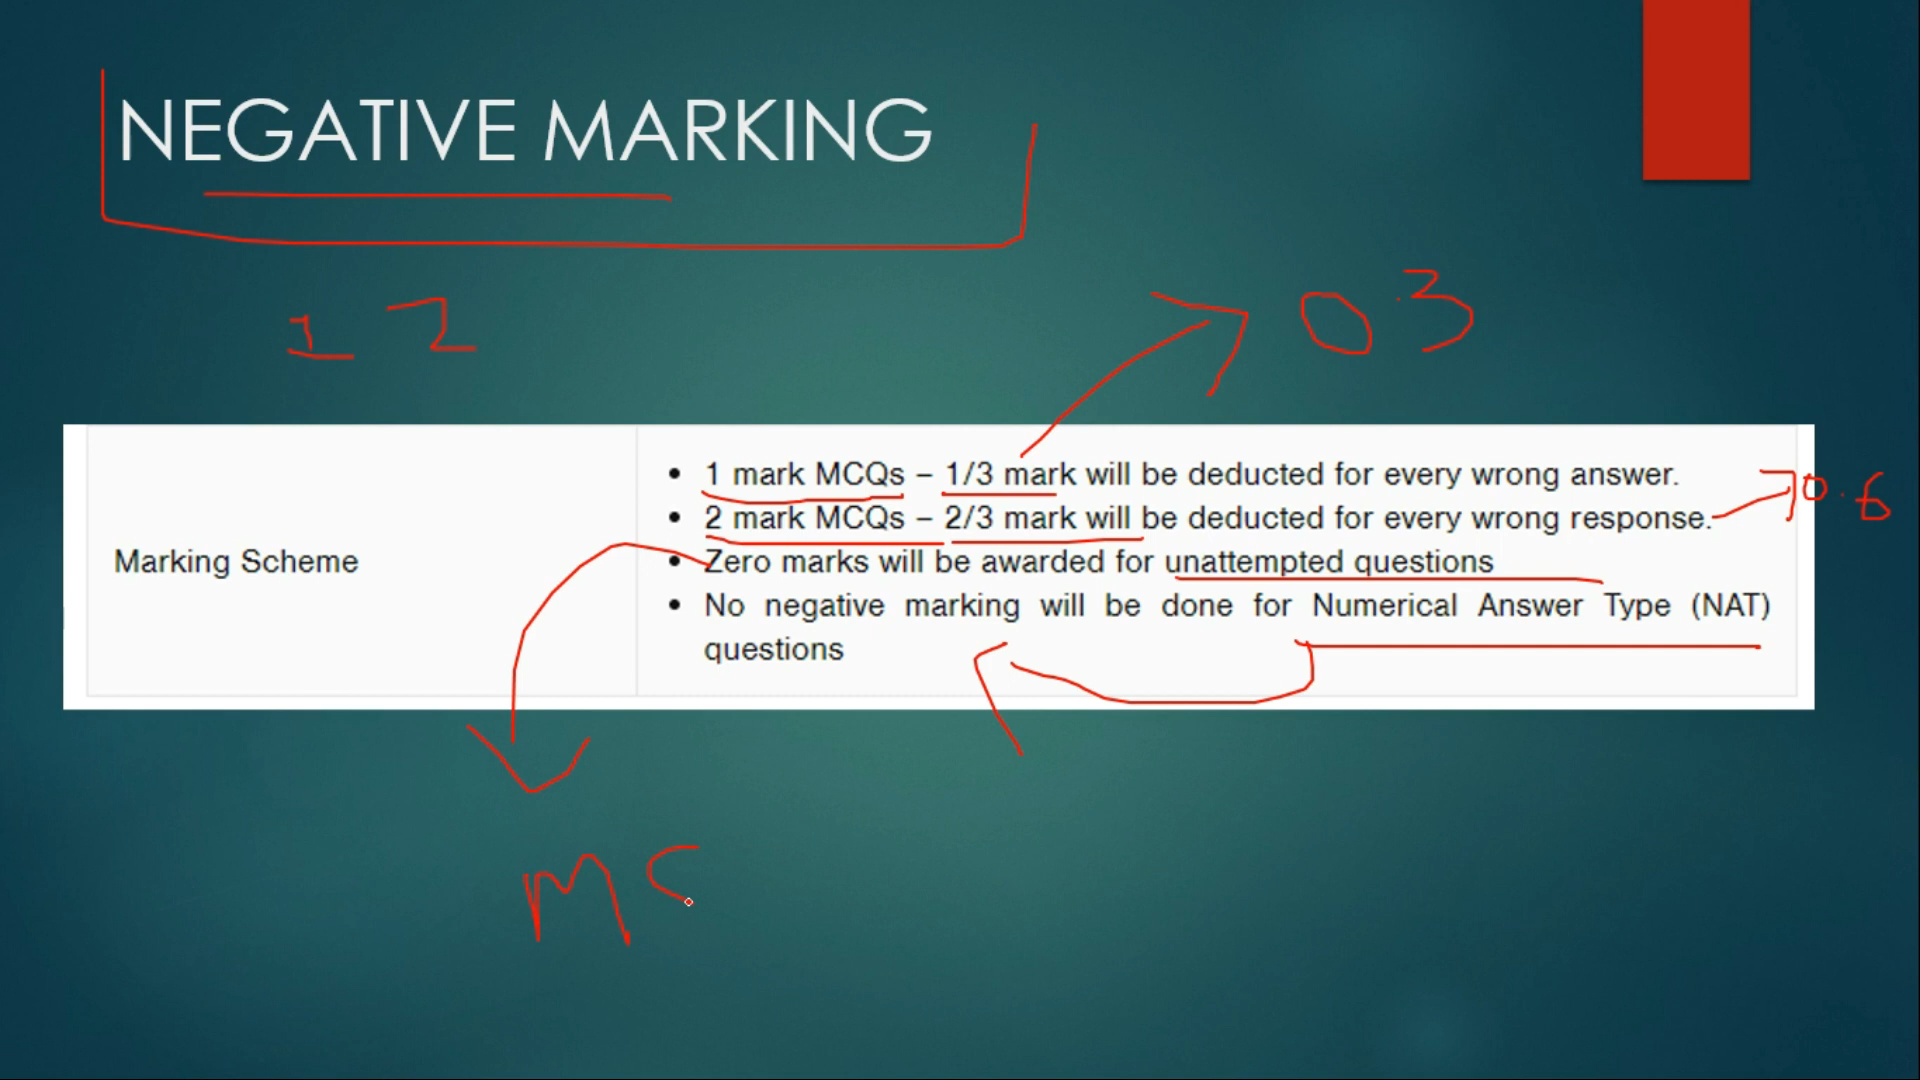 NEGATIVE MARKING
1 2
0.3
• 1 mark MCQs – 1/3 mark will be deducted for every wrong answer.
• 2 mark MCQs – 2/3 mark will be deducted for every wrong response.
0.6
Marking Scheme
• Zero marks will be awarded for unattempted questions
• No negative marking will be done for Numerical Answer Type (NAT)
questions
MC